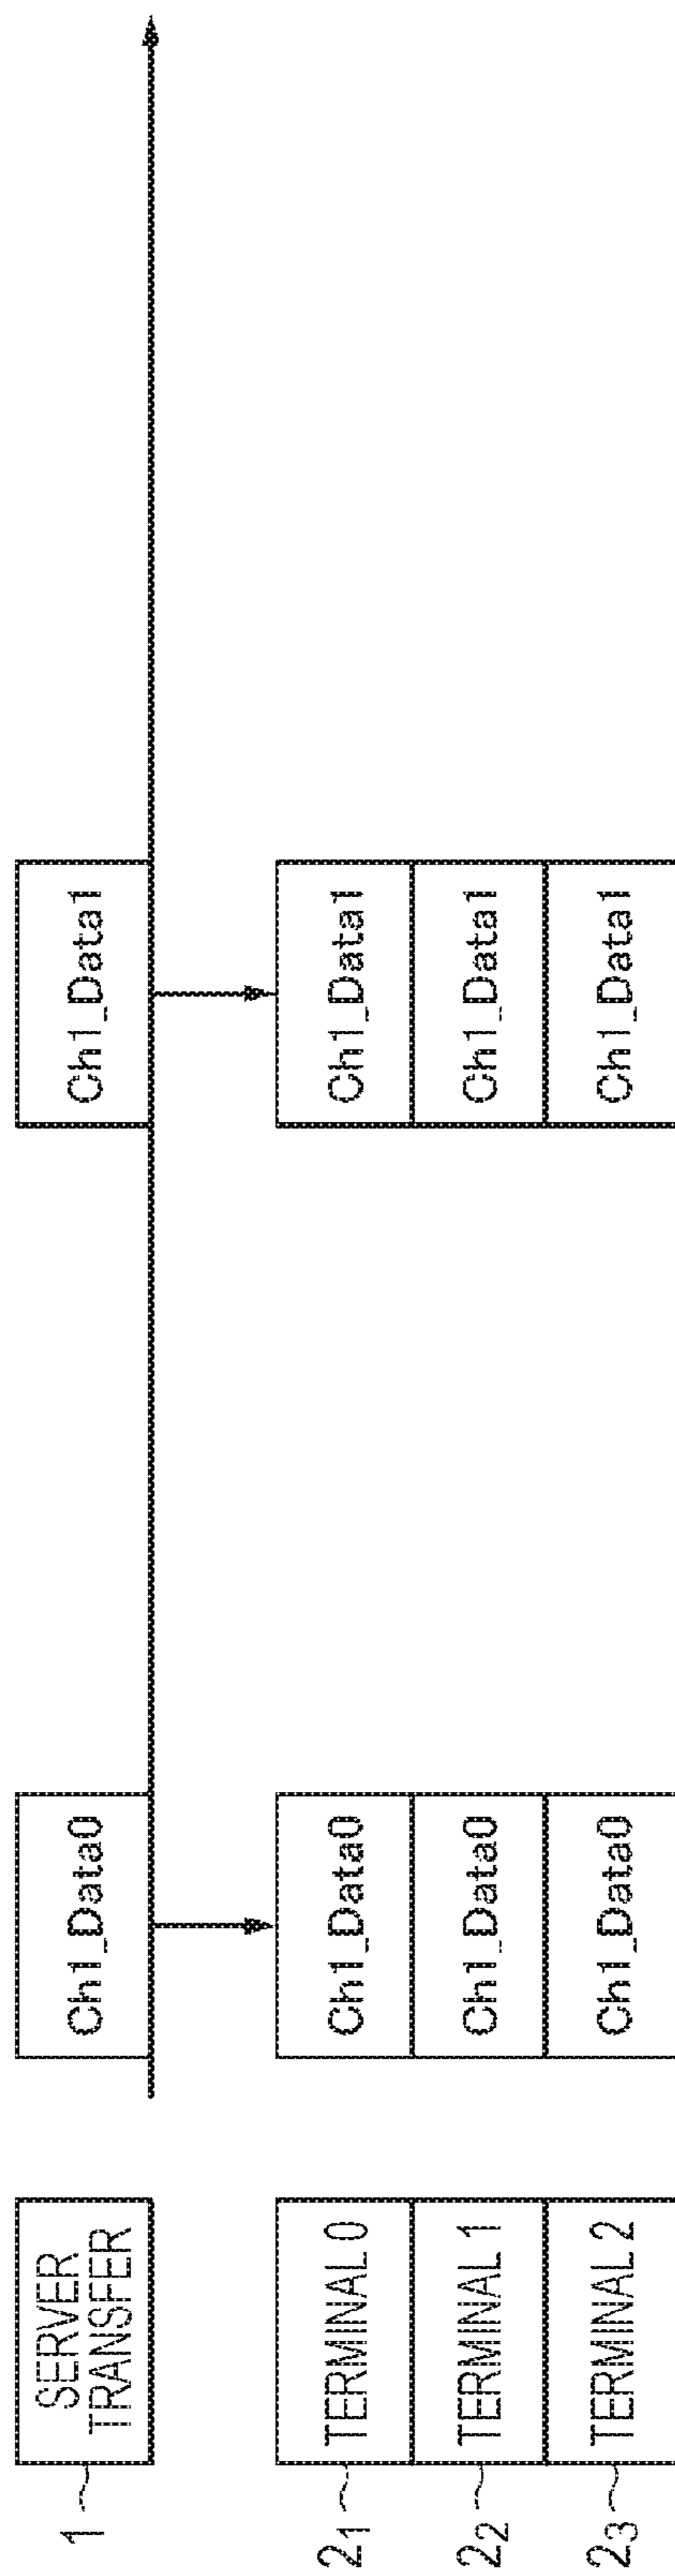 1
SERVER
TRANSFER
Ch1_Data0
Ch1_Data1
2₁
TERMINAL 0
Ch1_Data0
Ch1_Data1
2₂
TERMINAL 1
Ch1_Data0
Ch1_Data1
2₃
TERMINAL 2
Ch1_Data0
Ch1_Data1